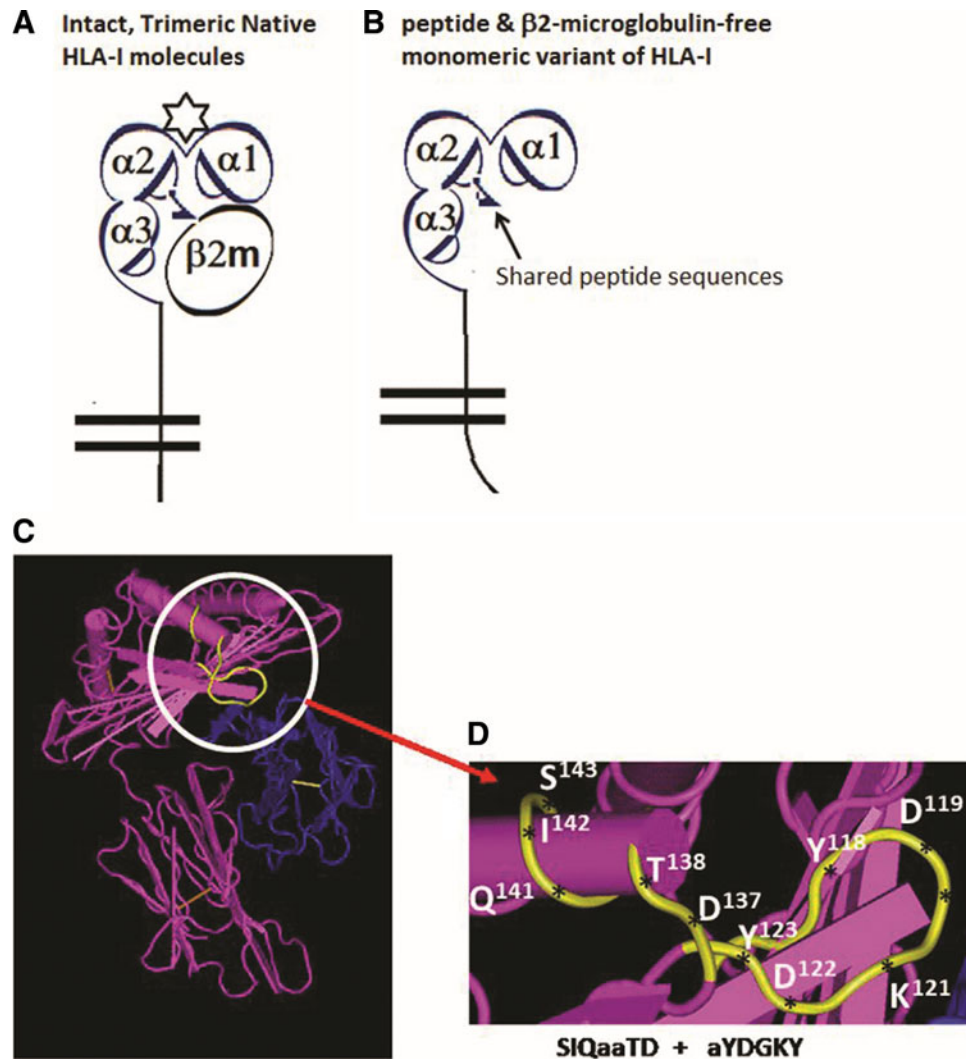 A Intact, Trimeric Native
HLA-I molecules
B peptide & β2-microglobulin-free
monomeric variant of HLA-I
α2 α1
α3
β2m
α2 α1
α3
Shared peptide sequences
C
D
S143
I142
Q141
T138
D137
Y123
D122
Y118
D119
K121
SIQaaTD + aYDGKY